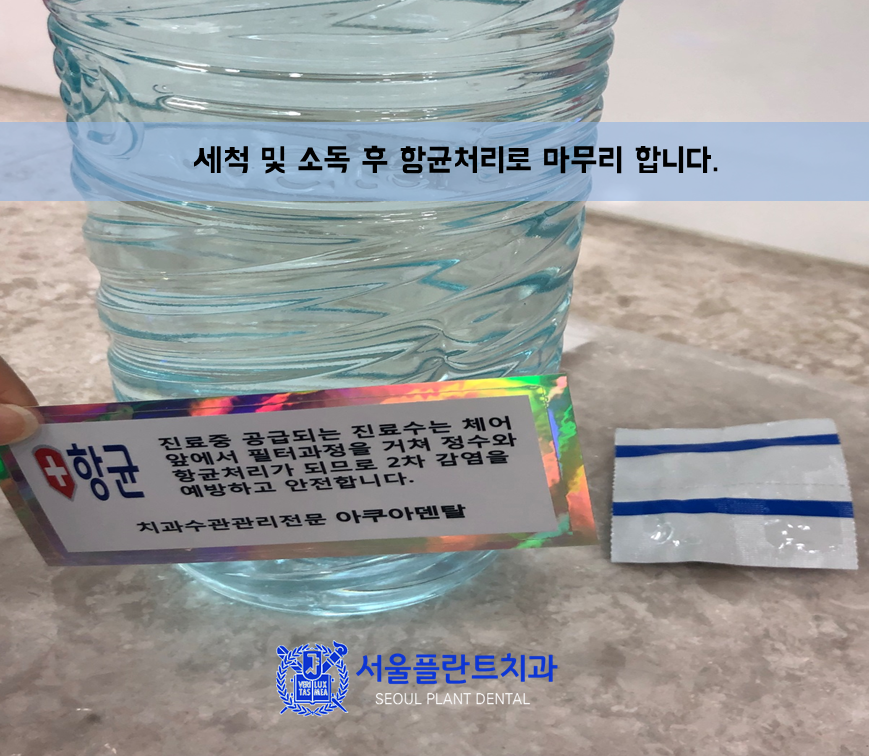 세척 및 소독 후 항균처리로 마무리 합니다.
항균
진료중 공급되는 진료수는 체어
앞에서 필터과정을 거쳐 정수와
항균처리가 되므로 2차 감염을
예방하고 안전합니다.
치과수관관리전문 아쿠아덴탈
VERI LUX
TAS MEA
서울플란트치과
SEOUL PLANT DENTAL